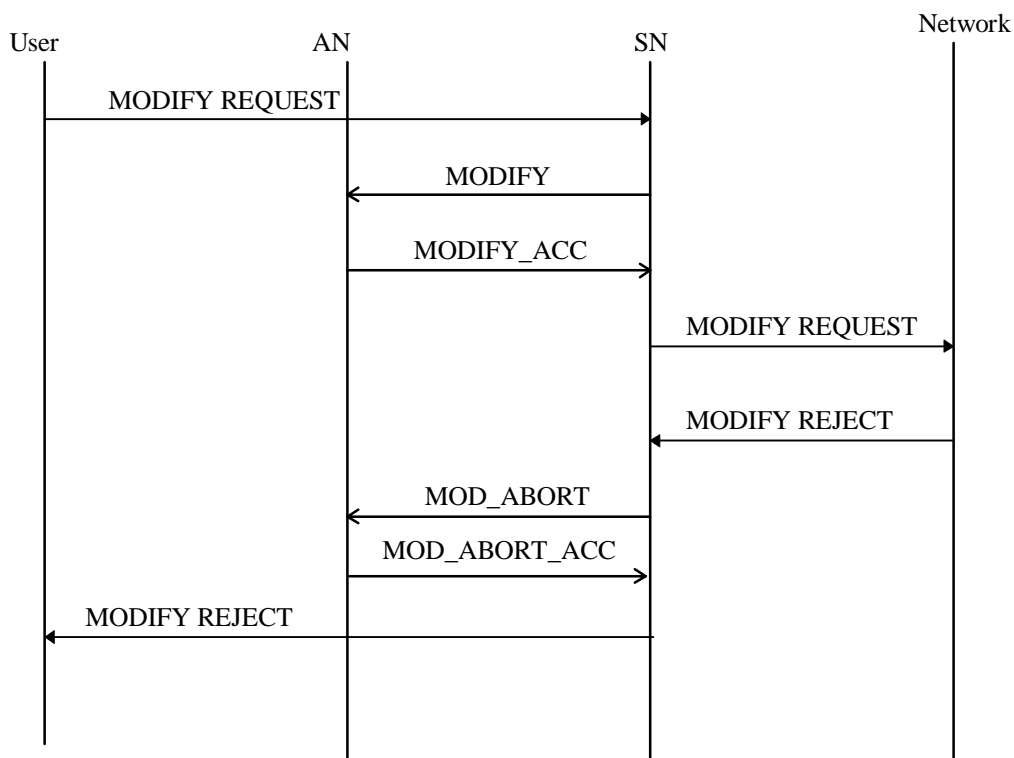 Network
User
AN
SN
MODIFY REQUEST
MODIFY
MODIFY_ACC
MODIFY REQUEST
MODIFY REJECT
MOD_ABORT
MOD_ABORT_ACC
MODIFY REJECT